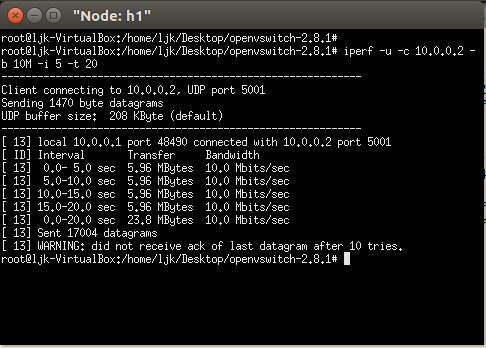 "Node: h1"
root@ljk-VirtualBox:/home/ljk/Desktop/openvswitch-2.8.1#
root@ljk-VirtualBox:/home/ljk/Desktop/openvswitch-2.8.1# iperf -u -c 10.0.0.2 -
b 10M -i 5 -t 20
------------------------------------------------------------
Client connecting to 10.0.0.2, UDP port 5001
Sending 1470 byte datagrams
UDP buffer size:  208 KByte (default)
------------------------------------------------------------
[ 13] local 10.0.0.1 port 48490 connected with 10.0.0.2 port 5001
[ ID] Interval       Transfer     Bandwidth
[ 13]  0.0- 5.0 sec  5.96 MBytes  10.0 Mbits/sec
[ 13]  5.0-10.0 sec  5.96 MBytes  10.0 Mbits/sec
[ 13] 10.0-15.0 sec  5.96 MBytes  10.0 Mbits/sec
[ 13] 15.0-20.0 sec  5.96 MBytes  10.0 Mbits/sec
[ 13]  0.0-20.0 sec  23.8 MBytes  10.0 Mbits/sec
[ 13] Sent 17004 datagrams
[ 13] WARNING: did not receive ack of last datagram after 10 tries.
root@ljk-VirtualBox:/home/ljk/Desktop/openvswitch-2.8.1#